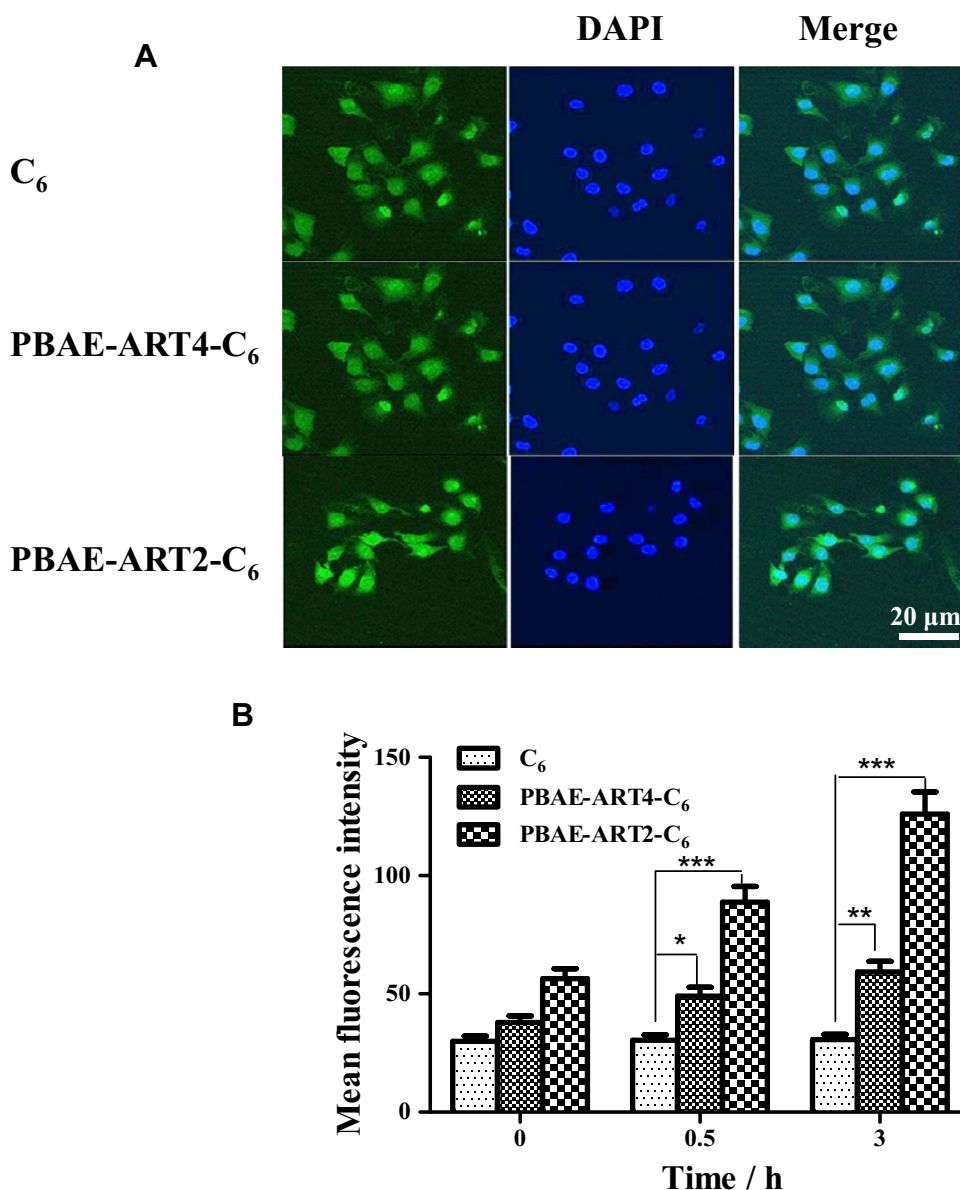 A
DAPI Merge
C₆
PBAE-ART4-C₆
PBAE-ART2-C₆
20 µm
B
Mean fluorescence intensity
150
100
50
0
C₆
PBAE-ART4-C₆
PBAE-ART2-C₆
*
***
**
***
0 0.5 3
Time / h